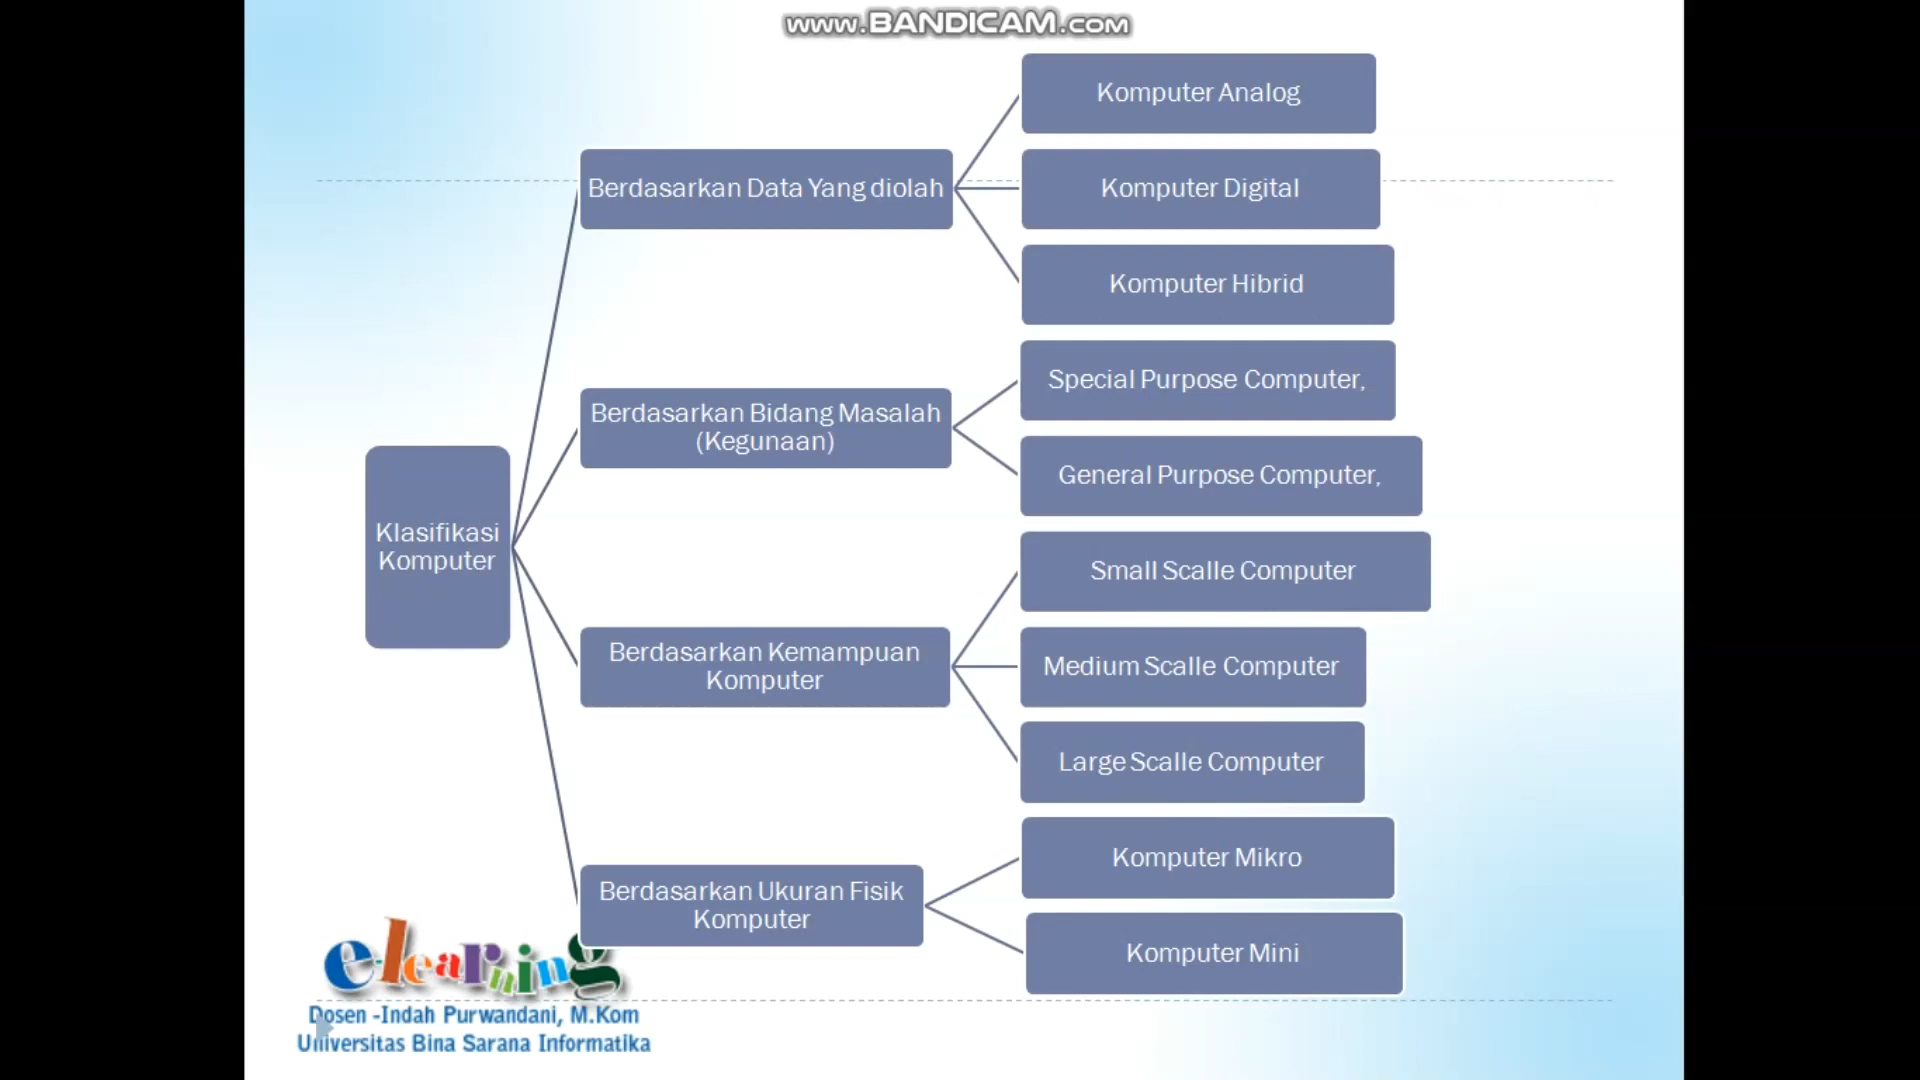 www.BANDICAM.com
Komputer Analog
Berdasarkan Data Yang diolah
Komputer Digital
Komputer Hibrid
Special Purpose Computer,
Berdasarkan Bidang Masalah
(Kegunaan)
General Purpose Computer,
Klasifikasi
Komputer
Small Scalle Computer
Berdasarkan Kemampuan
Komputer
Medium Scalle Computer
Large Scalle Computer
Komputer Mikro
Berdasarkan Ukuran Fisik
Komputer
Komputer Mini
e-learning
Dosen -Indah Purwandani, M.Kom
Universitas Bina Sarana Informatika